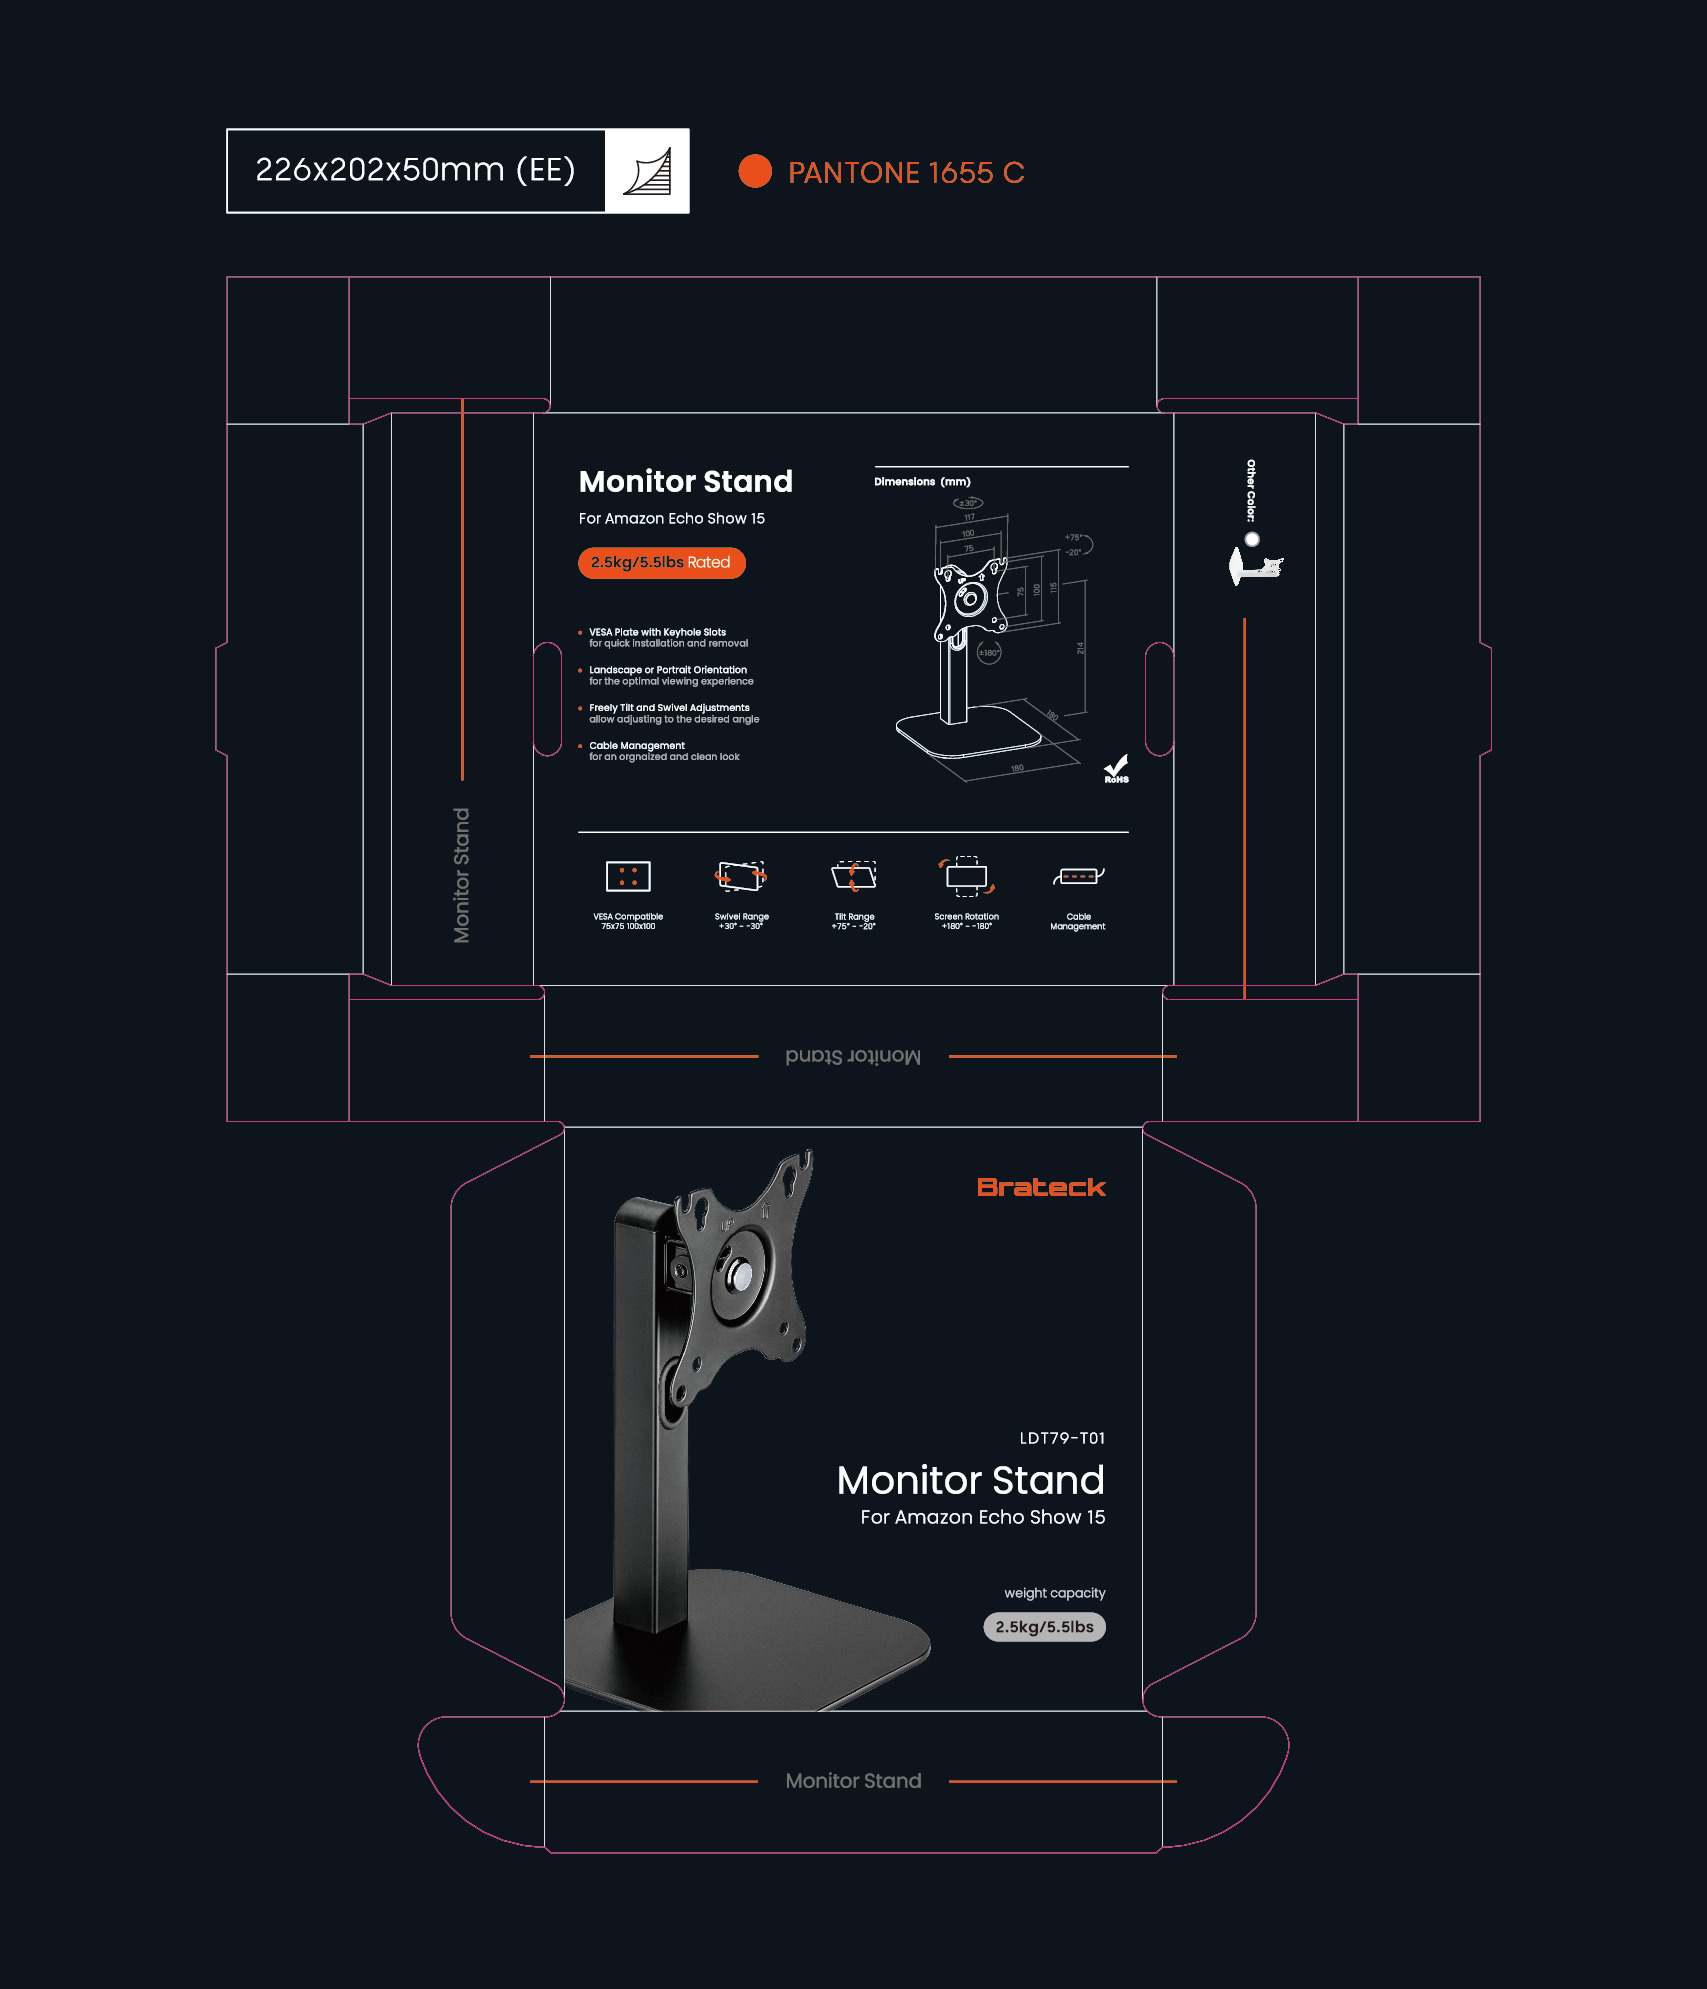 226x202x50mm (EE)
PANTONE 1655 C
Monitor Stand
For Amazon Echo Show 15
2.5kg/5.5lbs Rated
VESA Plate with Keyhole Slots
for quick installation and removal
Landscape or Portrait Orientation
for the optimal viewing experience
Freely Tilt and Swivel Adjustments
allow adjusting to the desired angle
Cable Management
for an orgnaized and clean look
Dimensions (mm)
±30°
117
100
75
+75°
-20°
75
100
115
214
±180°
180
180
RoHS
Other Color:
Monitor Stand
VESA Compatible
75x75 100x100
Swivel Range
+30° ~ -30°
Tilt Range
+75° ~ -20°
Screen Rotation
+180° ~ -180°
Cable
Management
Monitor Stand
Brateck
UP
LDT79-T01
Monitor Stand
For Amazon Echo Show 15
weight capacity
2.5kg/5.5lbs
Monitor Stand